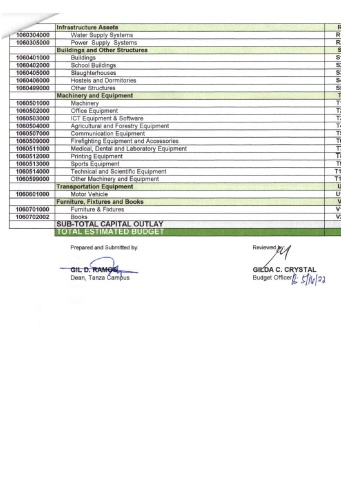 Infrastructure Assets
1060304000 Water Supply Systems
1060305000 Power Supply Systems
Buildings and Other Structures
1060401000 Buildings
1060402000 School Buildings
1060405000 Slaughterhouses
1060406000 Hostels and Dormitories
1060499000 Other Structures
Machinery and Equipment
1060501000 Machinery
1060502000 Office Equipment
1060503000 ICT Equipment & Software
1060504000 Agricultural and Forestry Equipment
1060507000 Communication Equipment
1060509000 Firefighting Equipment and Accessories
1060511000 Medical, Dental and Laboratory Equipment
1060512000 Printing Equipment
1060513000 Sports Equipment
1060514000 Technical and Scientific Equipment
1060599000 Other Machinery and Equipment
Transportation Equipment
1060601000 Motor Vehicle
Furniture, Fixtures and Books
1060701000 Furniture & Fixtures
1060702002 Books
SUB-TOTAL CAPITAL OUTLAY
TOTAL ESTIMATED BUDGET
Prepared and Submitted by: Reviewed by
GIL D. RAMOS GILDA C. CRYSTAL
Dean, Tanza Campus Budget Officer